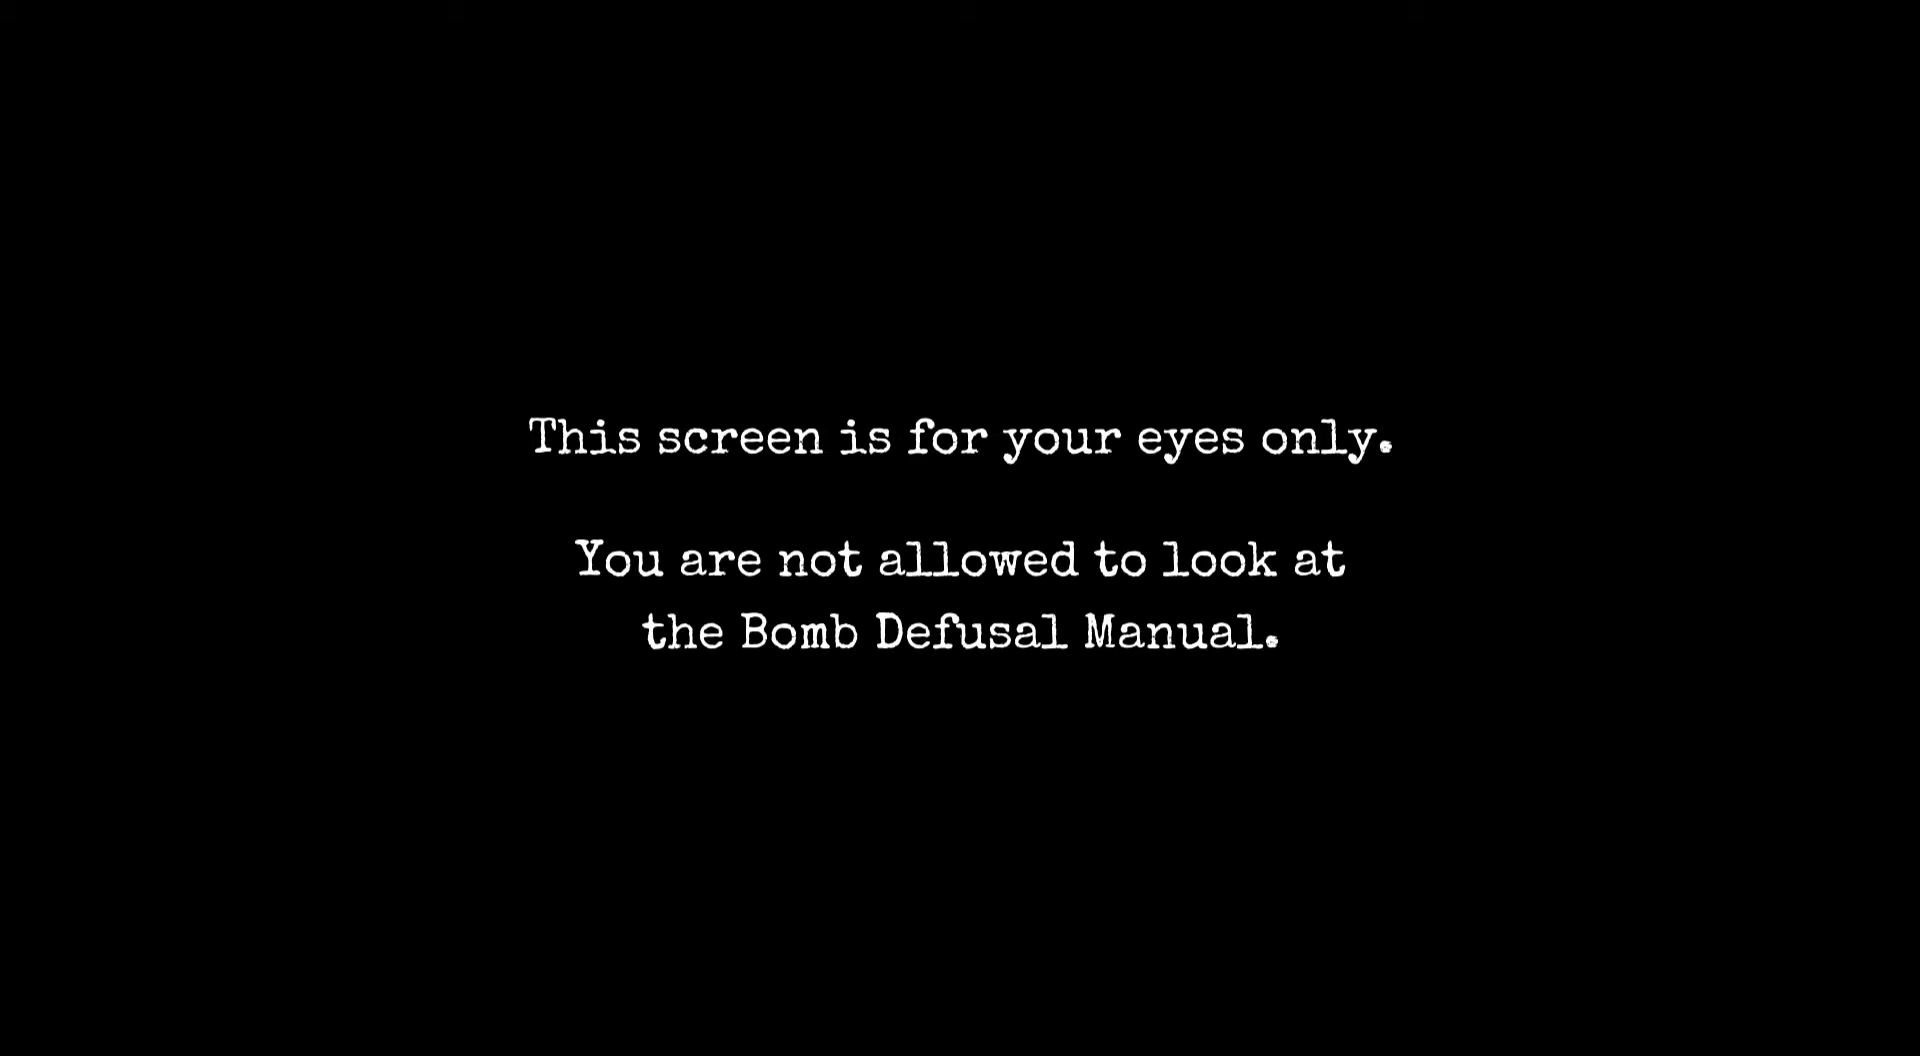 This screen is for your eyes only.
You are not allowed to look at
the Bomb Defusal Manual.